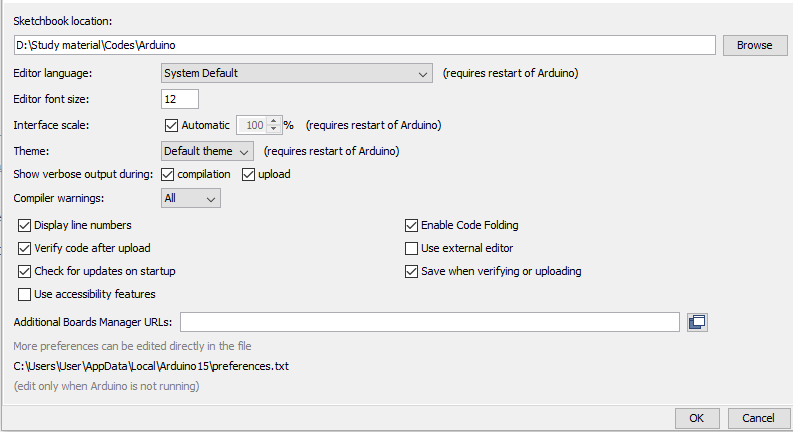 Sketchbook location:
D:\Study material\Codes\Arduino
Browse
Editor language:
System Default
(requires restart of Arduino)
Editor font size:
12
Interface scale:
Automatic
100
%
(requires restart of Arduino)
Theme:
Default theme
(requires restart of Arduino)
Show verbose output during:
compilation
upload
Compiler warnings:
All
Display line numbers
Enable Code Folding
Verify code after upload
Use external editor
Check for updates on startup
Save when verifying or uploading
Use accessibility features
Additional Boards Manager URLs:
More preferences can be edited directly in the file
C:\Users\User\AppData\Local\Arduino15\preferences.txt
(edit only when Arduino is not running)
OK
Cancel